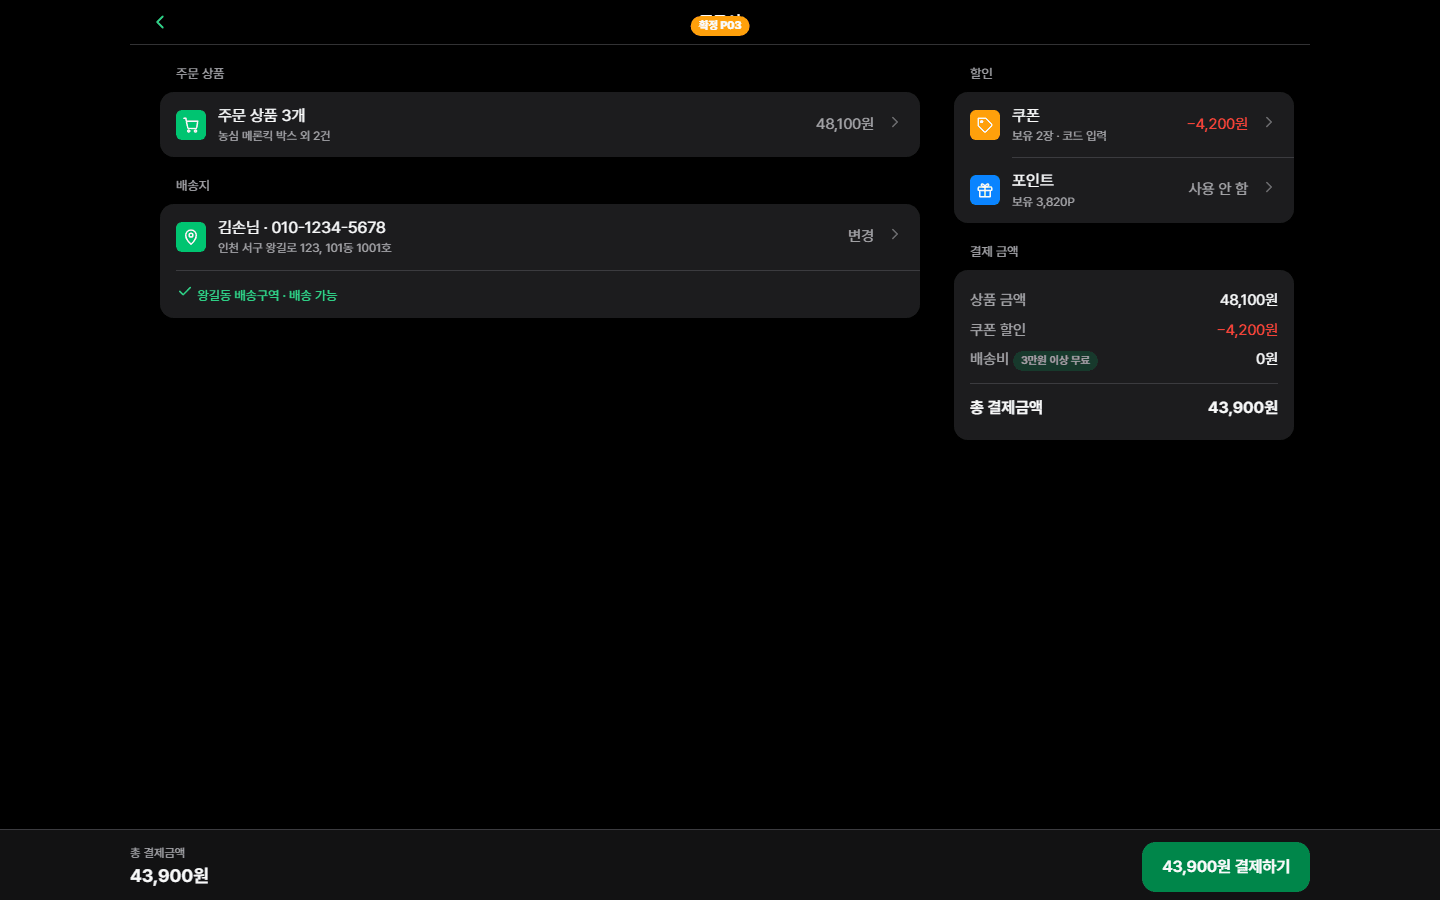 확정 P03
주문 상품
주문 상품 3개
농심 메론킥 박스 외 2건
48,100원
배송지
김손님 · 010-1234-5678
인천 서구 왕길로 123, 101동 1001호
변경
왕길동 배송구역 · 배송 가능
할인
쿠폰
보유 2장 · 코드 입력
−4,200원
포인트
보유 3,820P
사용 안 함
결제 금액
상품 금액 48,100원
쿠폰 할인 −4,200원
배송비 3만원 이상 무료 0원
총 결제금액 43,900원
총 결제금액
43,900원
43,900원 결제하기